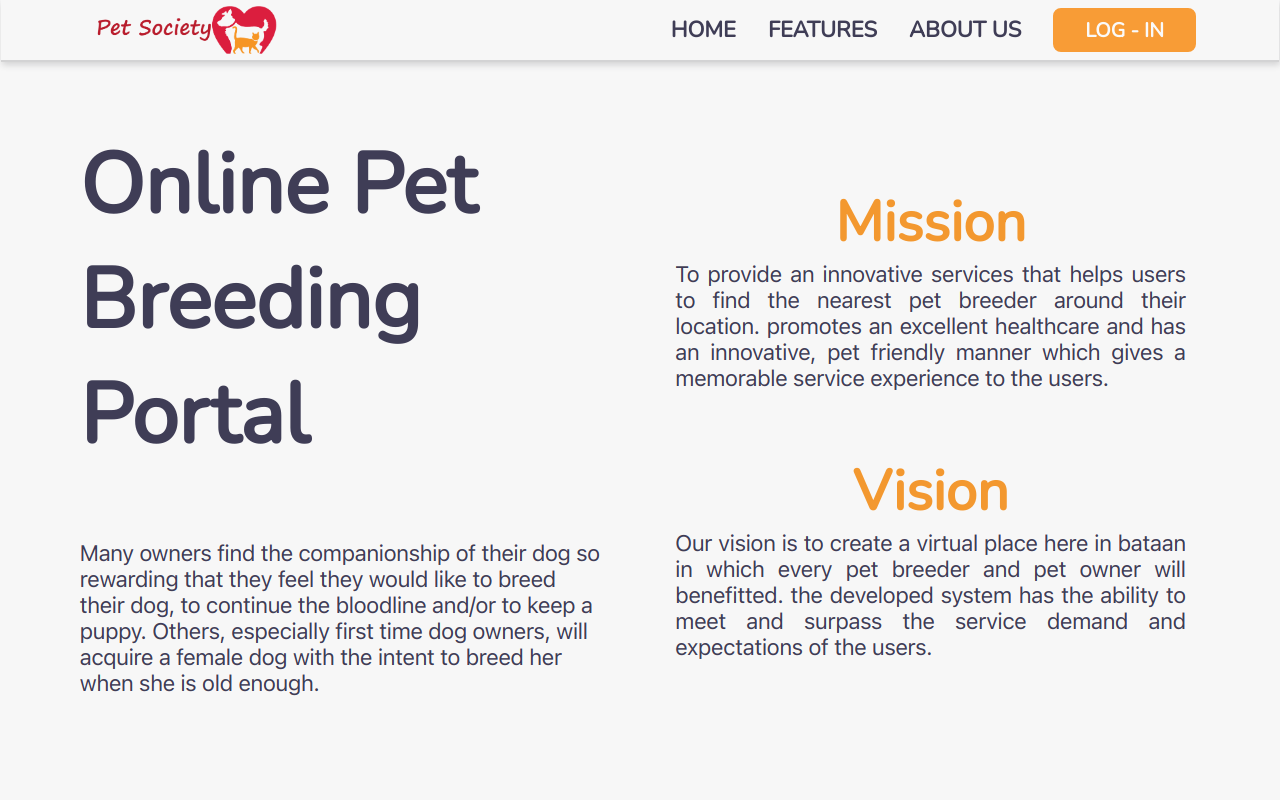 Pet Society
HOME
FEATURES
ABOUT US
LOG - IN
Online Pet
Breeding
Portal
Many owners find the companionship of their dog so
rewarding that they feel they would like to breed
their dog, to continue the bloodline and/or to keep a
puppy. Others, especially first time dog owners, will
acquire a female dog with the intent to breed her
when she is old enough.
Mission
To provide an innovative services that helps users
to find the nearest pet breeder around their
location. promotes an excellent healthcare and has
an innovative, pet friendly manner which gives a
memorable service experience to the users.
Vision
Our vision is to create a virtual place here in bataan
in which every pet breeder and pet owner will
benefitted. the developed system has the ability to
meet and surpass the service demand and
expectations of the users.